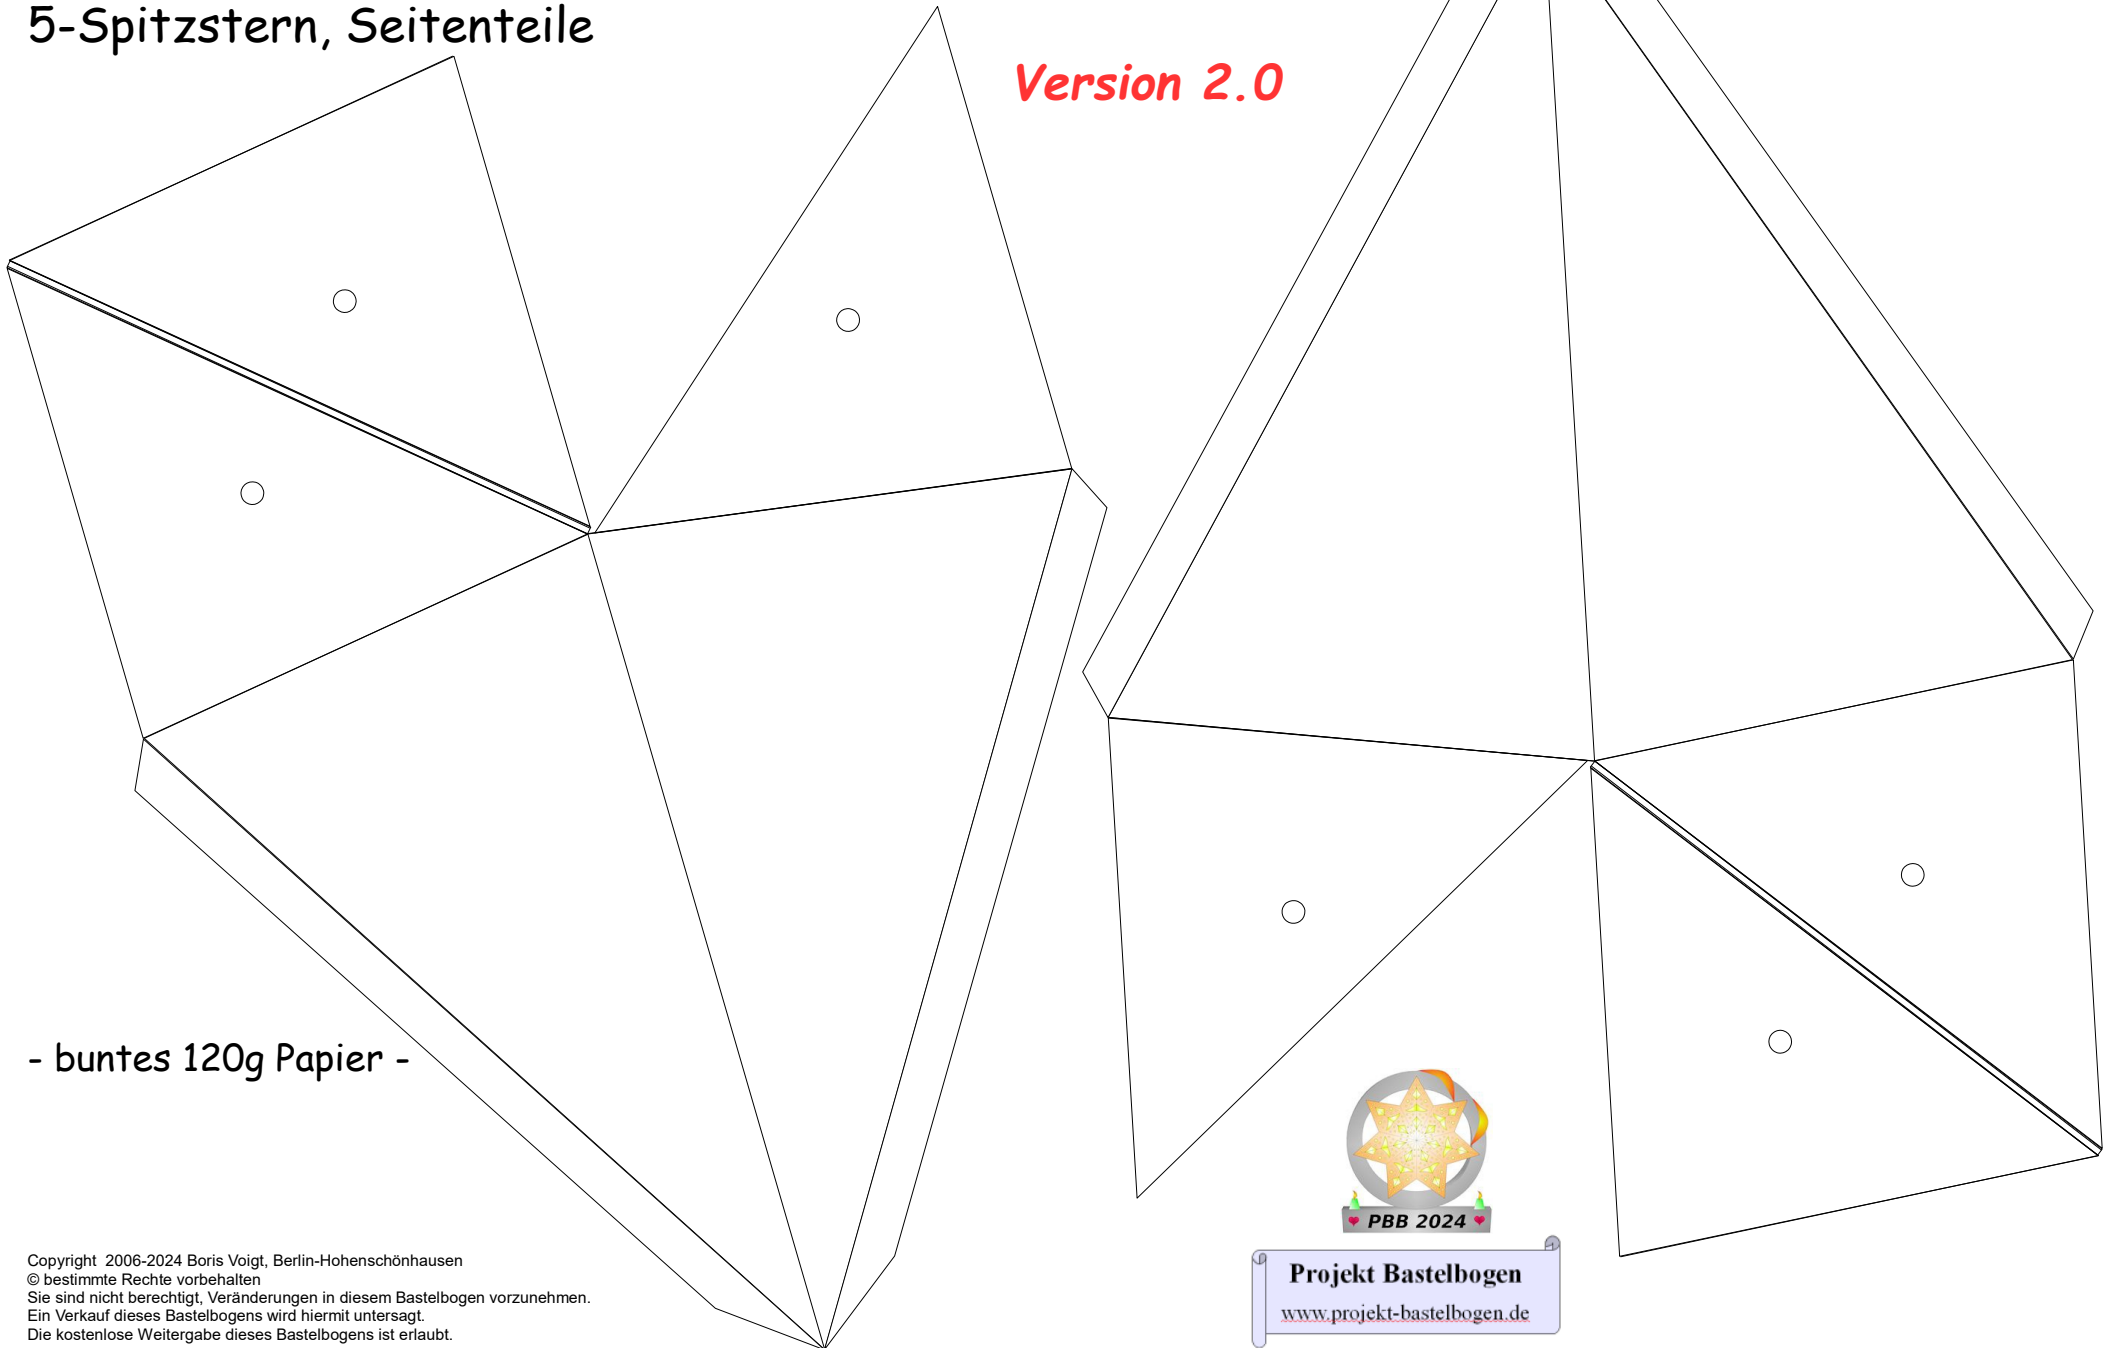 5-Spitzstern, Seitenteile
Version 2.0
- buntes 120g Papier -
PBB 2024
Projekt Bastelbogen
www.projekt-bastelbogen.de
Copyright  2006-2024 Boris Voigt, Berlin-Hohenschönhausen
© bestimmte Rechte vorbehalten
Sie sind nicht berechtigt, Veränderungen in diesem Bastelbogen vorzunehmen.
Ein Verkauf dieses Bastelbogens wird hiermit untersagt.
Die kostenlose Weitergabe dieses Bastelbogens ist erlaubt.